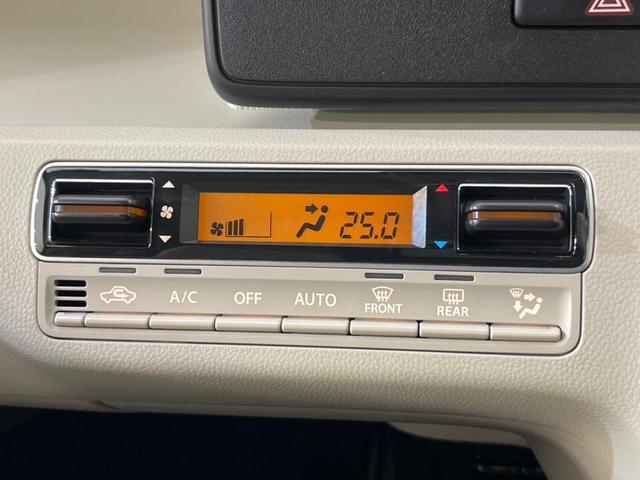 25.0
A/C OFF AUTO FRONT REAR